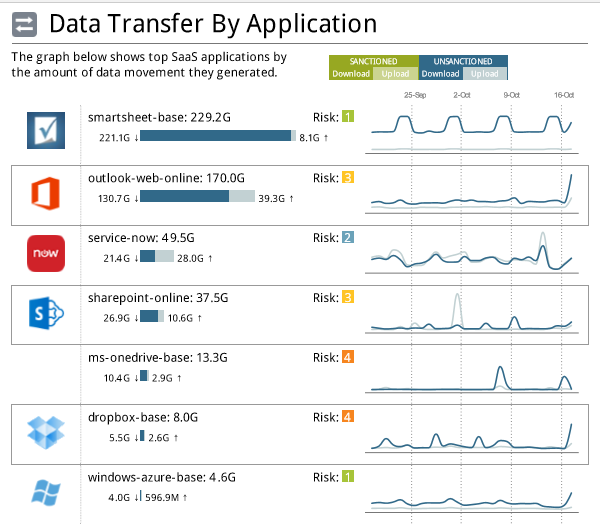 Data Transfer By Application
The graph below shows top SaaS applications by
the amount of data movement they generated.
SANCTIONED UNSANCTIONED
Download Upload Download Upload
25-Sep 2-Oct 9-Oct 16-Oct
smartsheet-base: 229.2G Risk: 1
221.1G ↓ 8.1G ↑
outlook-web-online: 170.0G Risk: 3
130.7G ↓ 39.3G ↑
service-now: 49.5G Risk: 2
now
21.4G ↓ 28.0G ↑
sharepoint-online: 37.5G Risk: 3
S
26.9G ↓ 10.6G ↑
ms-onedrive-base: 13.3G Risk: 4
10.4G ↓ 2.9G ↑
dropbox-base: 8.0G Risk: 4
5.5G ↓ 2.6G ↑
windows-azure-base: 4.6G Risk: 1
4.0G ↓ 596.9M ↑